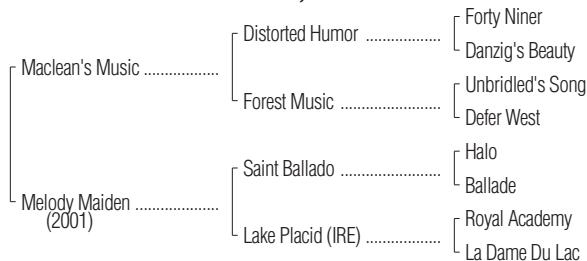 Forty Niner
Distorted Humor ..................
Danzig's Beauty
Maclean's Music ..................
Unbridled's Song
Forest Music ..................
Defer West
Halo
Saint Ballado ..................
Ballade
Melody Maiden ..................
(2001)
Royal Academy
Lake Placid (IRE) ..................
La Dame Du Lac